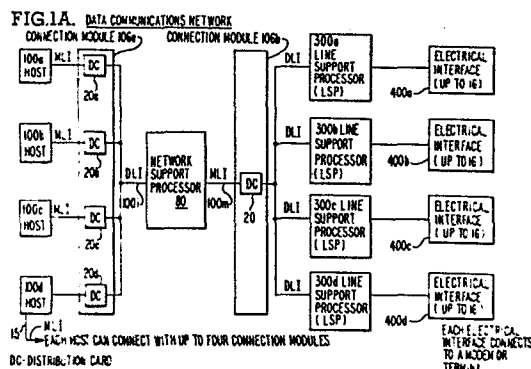 FIG.1A. DATA COMMUNICATIONS NETWORK
CONNECTION MODULE 106a
CONNECTION MODULE 106b
100a
HOST
MLI
DC
20a
100b
HOST
MLI
DC
20b
100c
HOST
MLI
DC
20c
100d
HOST
DC
20d
15
MLI
EACH HOST CAN CONNECT WITH UP TO FOUR CONNECTION MODULES
DC-DISTRIBUTION CARD
DLI
100i
NETWORK
SUPPORT
PROCESSOR
80
MLI
100m
DC
20
DLI
300a
LINE
SUPPORT
PROCESSOR
(LSP)
400a
ELECTRICAL
INTERFACE
(UP TO 16)
DLI
300b LINE
SUPPORT
PROCESSOR
(LSP)
400b
ELECTRICAL
INTERFACE
(UP TO 16)
DLI
300c LINE
SUPPORT
PROCESSOR
(LSP)
400c
ELECTRICAL
INTERFACE
(UP TO 16)
DLI
300d LINE
SUPPORT
PROCESSOR
(LSP)
400d
ELECTRICAL
INTERFACE
(UP TO 16)
EACH ELECTRICAL
INTERFACE CONNECTS
TO A MODEM OR
TERMINAL